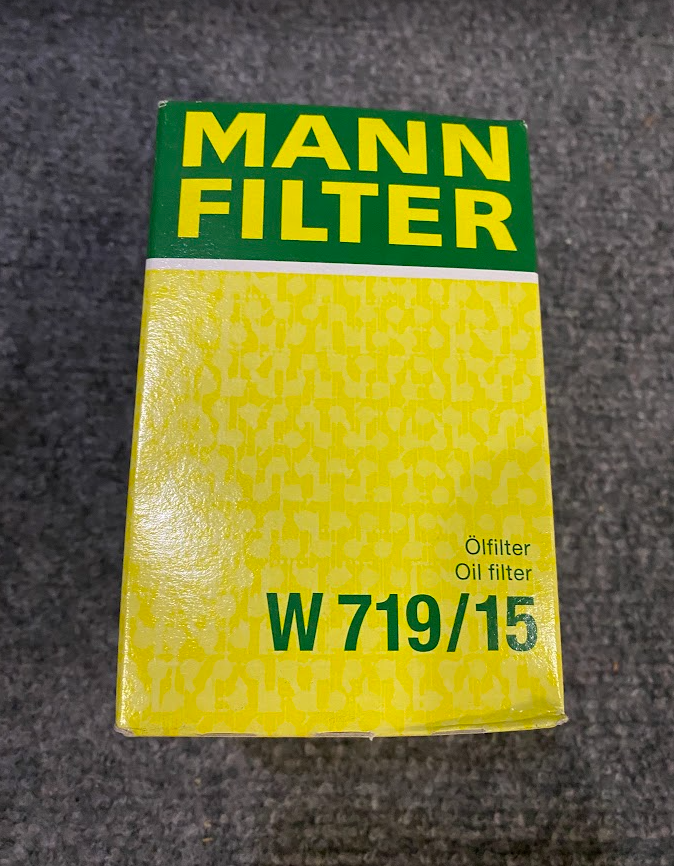 MANN
FILTER
Ölfilter
Oil filter
W 719/15